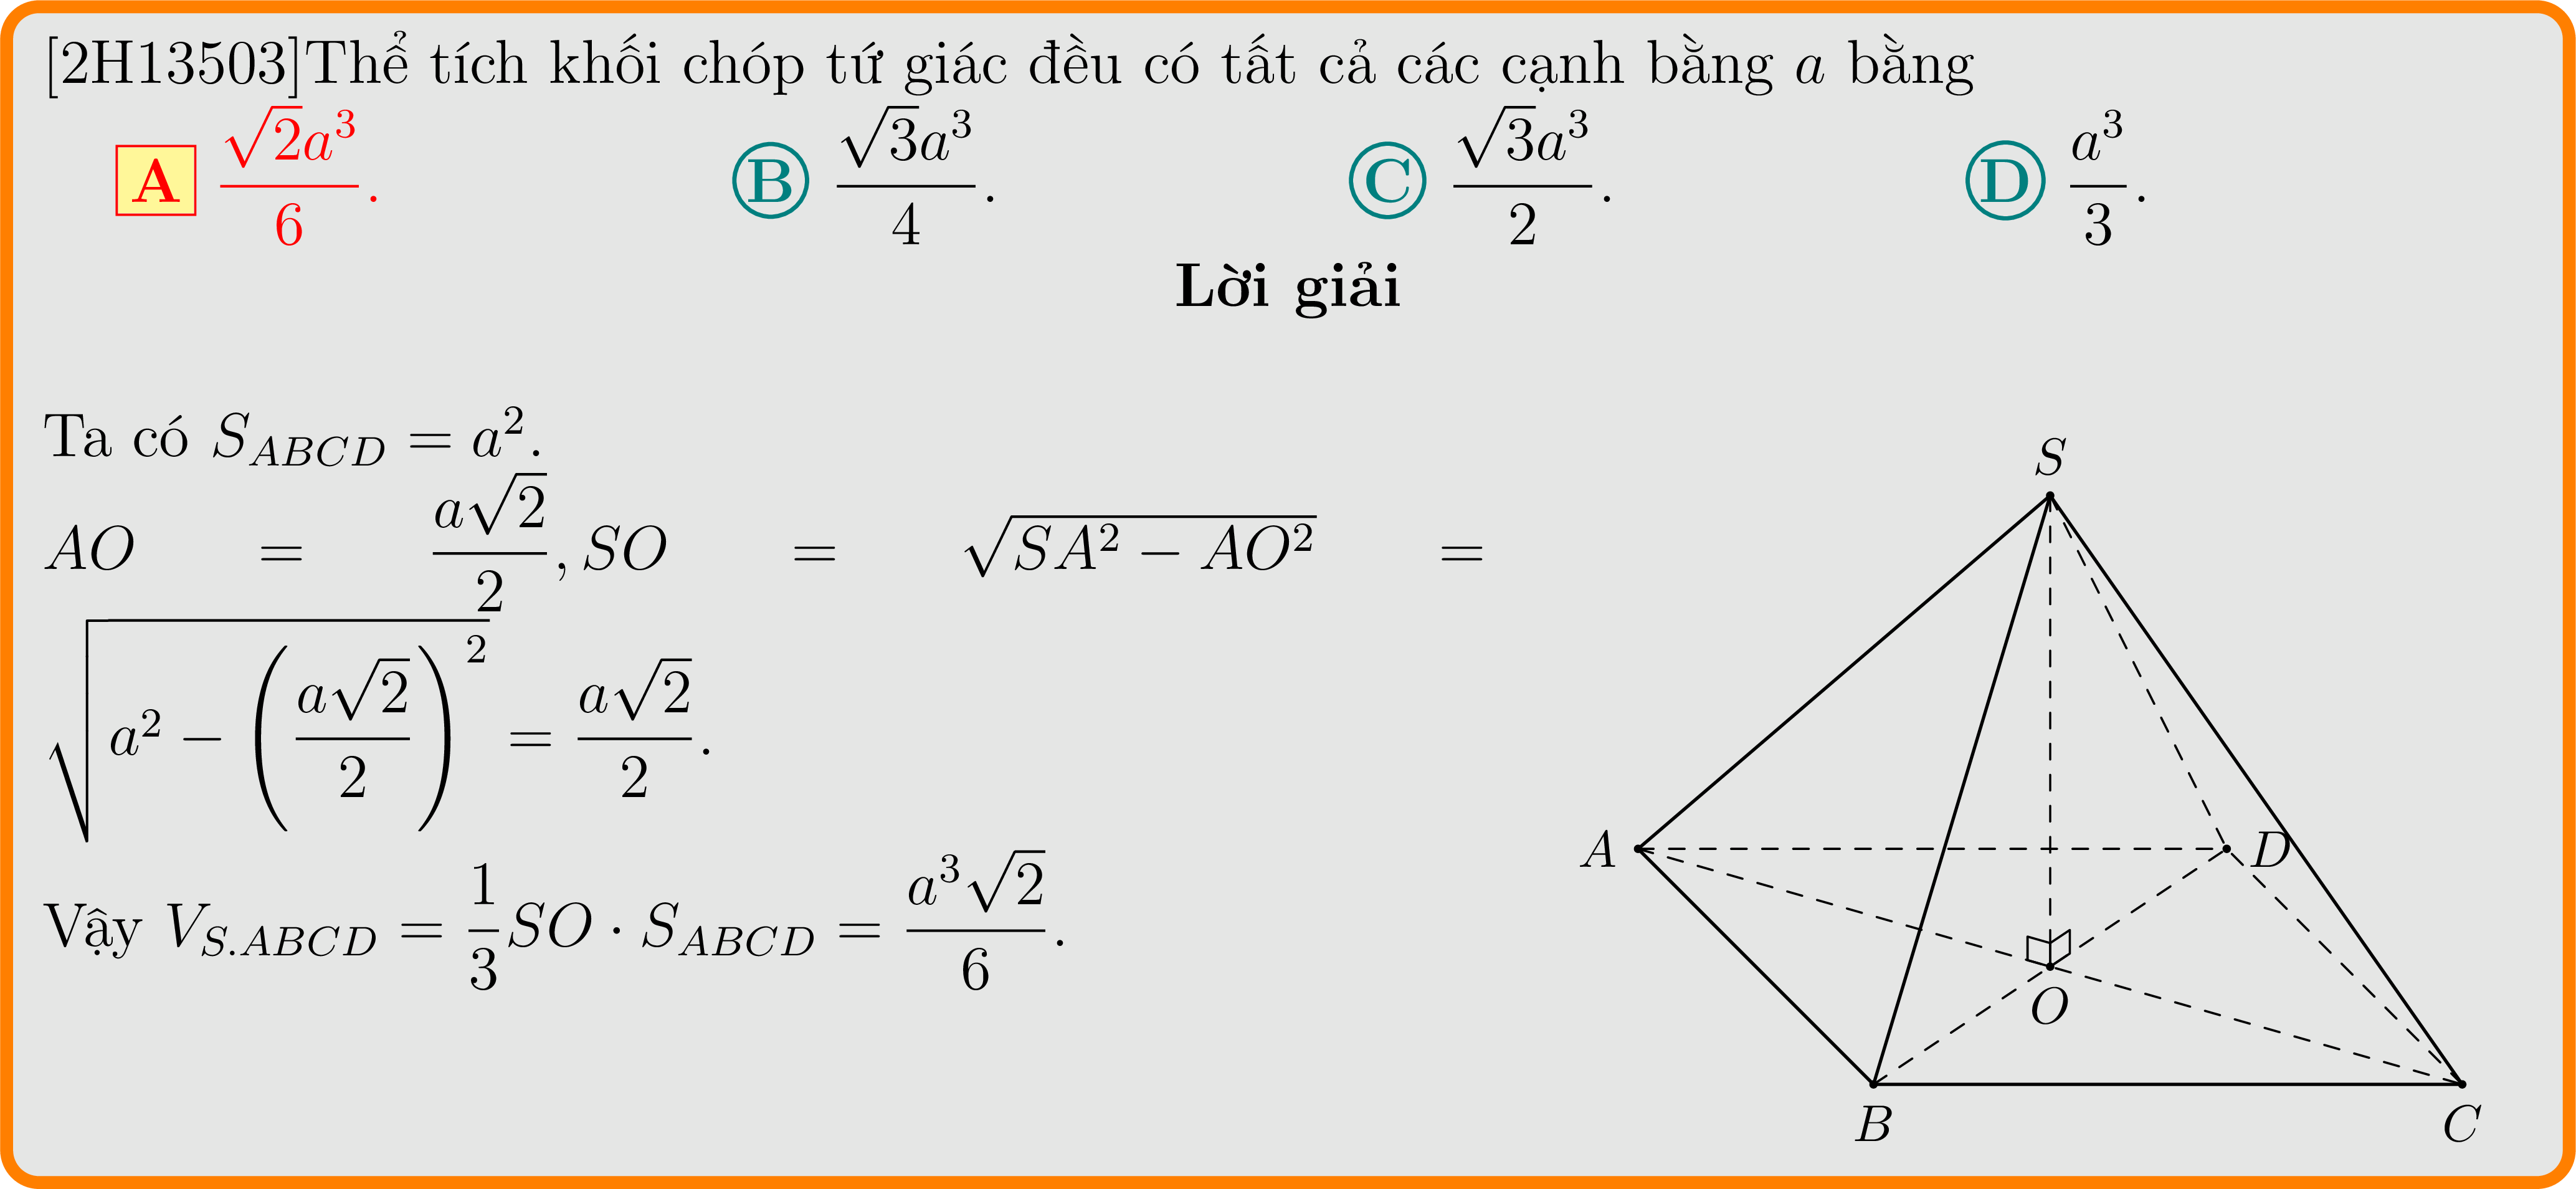 [2H13503]Thể tích khối chóp tứ giác đều có tất cả các cạnh bằng a bằng
A \frac{\sqrt{2}a^3}{6}. B \frac{\sqrt{3}a^3}{4}. C \frac{\sqrt{3}a^3}{2}. D \frac{a^3}{3}.
Lời giải
Ta có S_{ABCD} = a^2.
AO = \frac{a\sqrt{2}}{2}, SO = \sqrt{SA^2 - AO^2} =
\sqrt{a^2 - \left(\frac{a\sqrt{2}}{2}\right)^2} = \frac{a\sqrt{2}}{2}.
Vậy V_{S.ABCD} = \frac{1}{3}SO \cdot S_{ABCD} = \frac{a^3\sqrt{2}}{6}.
S
A
D
O
B
C